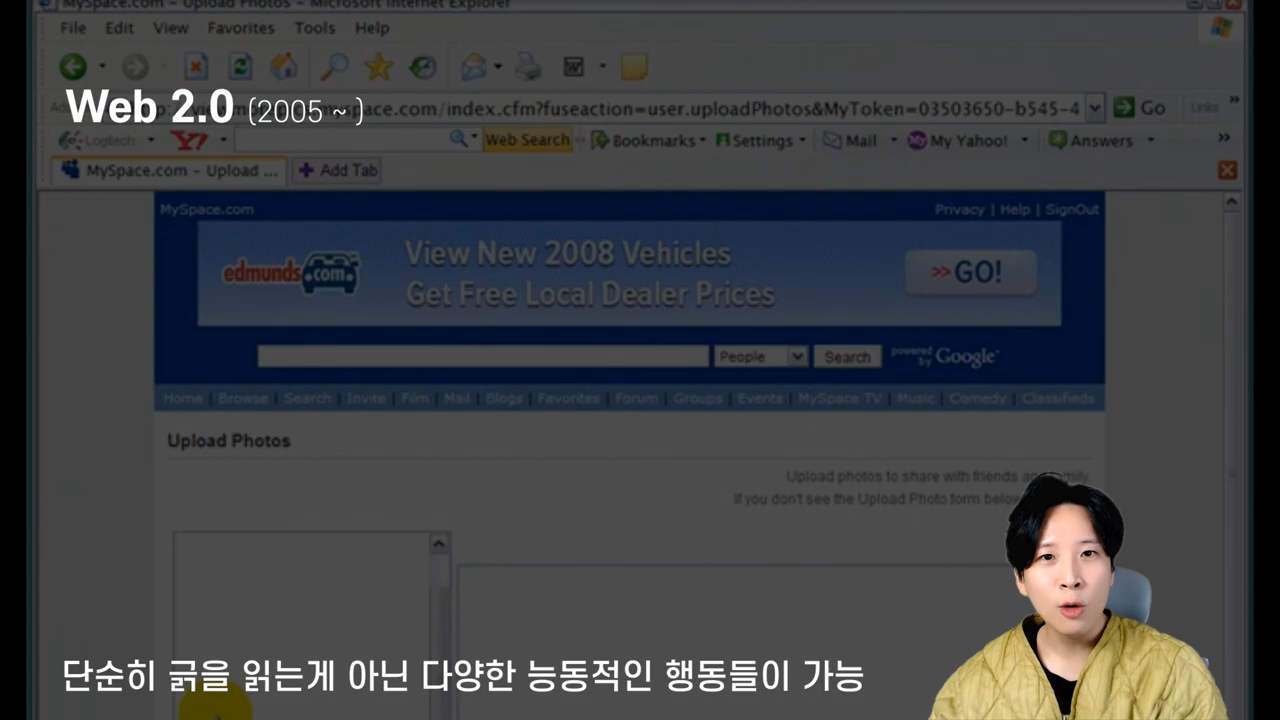 MySpace.com - Upload Photos - Microsoft Internet Explorer
File Edit View Favorites Tools Help
Web 2.0 (2005 ~ )
space.com/index.cfm?fuseaction=user.uploadPhotos&MyToken=03503650-b545-4 Go Links
Logitech Y! Web Search Bookmarks Settings Mail My Yahoo! Answers
MySpace.com - Upload ... Add Tab
MySpace.com Privacy | Help | SignOut
edmunds.com View New 2008 Vehicles >> GO!
Get Free Local Dealer Prices
People Search powered by Google
Home | Browse | Search | Invite | Film | Mail | Blogs | Favorites | Forum | Groups | Events | MySpace TV | Music | Comedy | Classifieds
Upload Photos
Upload photos to share with friends and family.
If you don't see the Upload Photo form below
단순히 긁을 읽는게 아닌 다양한 능동적인 행동들이 가능